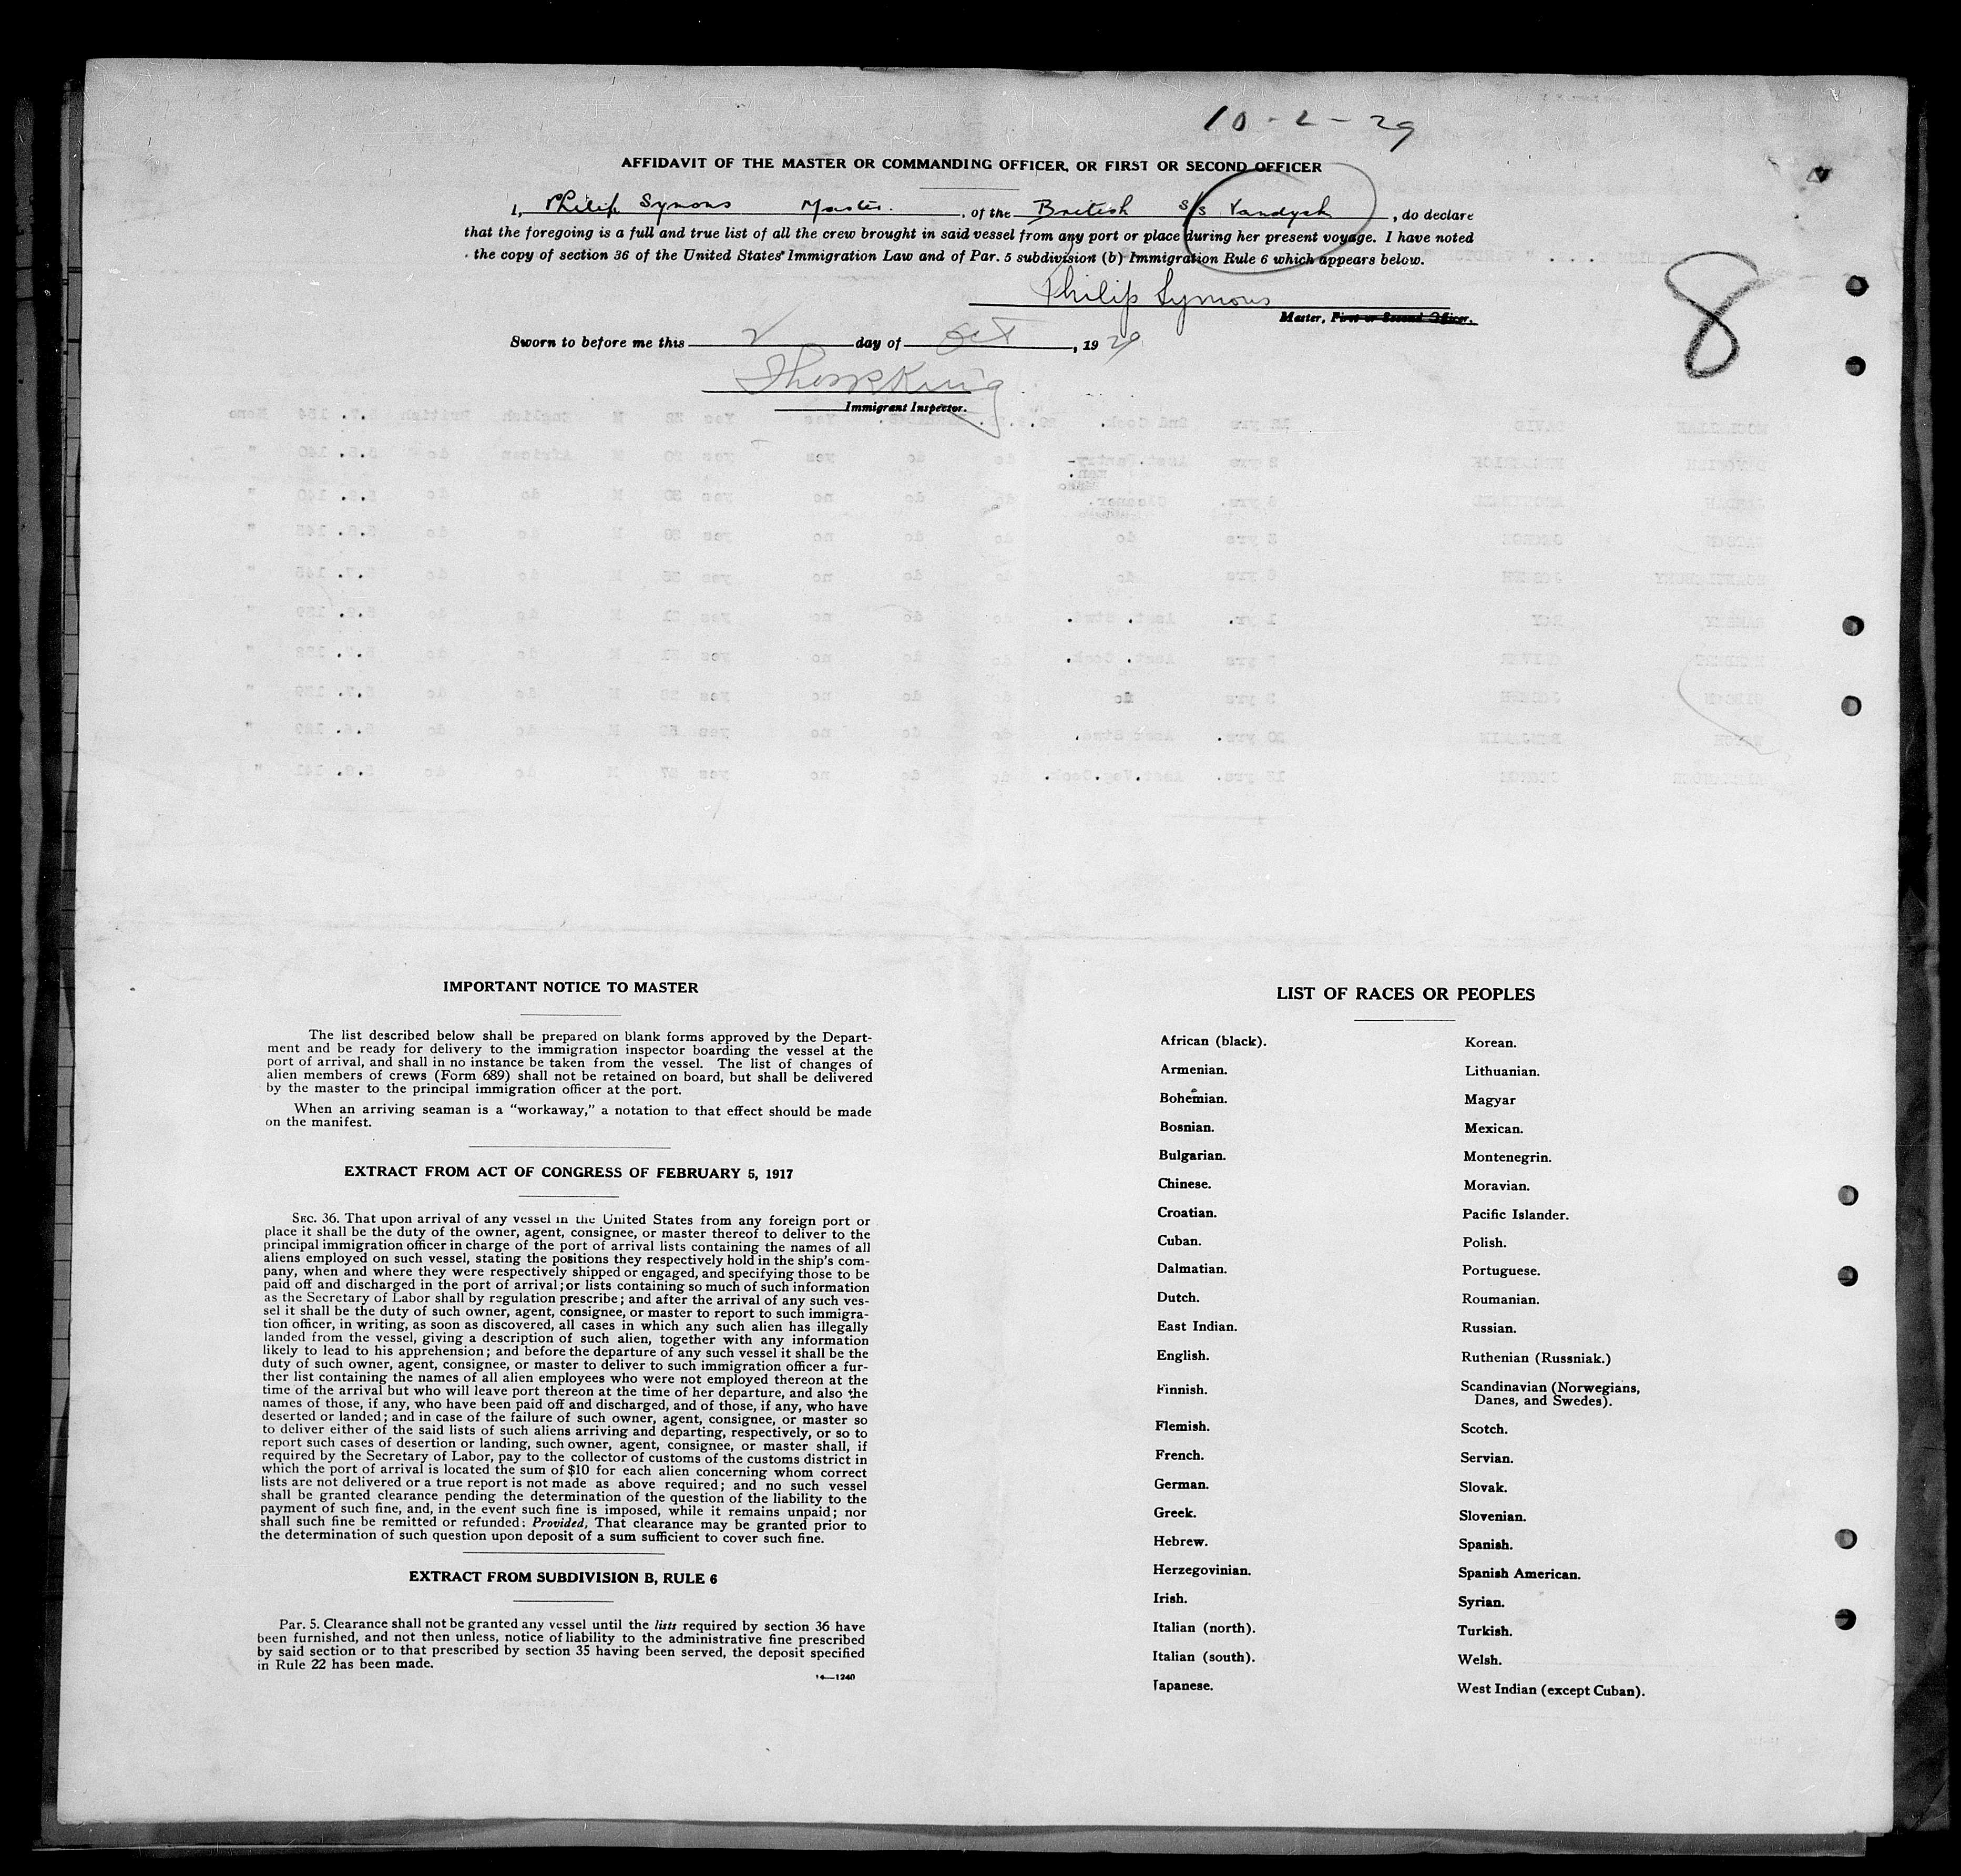 10-2-29
AFFIDAVIT OF THE MASTER OR COMMANDING OFFICER, OR FIRST OR SECOND OFFICER
I, Philip Symons Master. , of the British s/s Vandyck , do declare
that the foregoing is a full and true list of all the crew brought in said vessel from any port or place during her present voyage. I have noted
the copy of section 36 of the United States Immigration Law and of Par. 5 subdivision (b) Immigration Rule 6 which appears below.
8
Philip Symons
Master, First or Second Officer.
Sworn to before me this 2 day of Oct , 19 29
King
Immigrant Inspector.
IMPORTANT NOTICE TO MASTER
The list described below shall be prepared on blank forms approved by the Depart-
ment and be ready for delivery to the immigration inspector boarding the vessel at the
port of arrival, and shall in no instance be taken from the vessel. The list of changes of
alien members of crews (Form 689) shall not be retained on board, but shall be delivered
by the master to the principal immigration officer at the port.
When an arriving seaman is a "workaway," a notation to that effect should be made
on the manifest.
EXTRACT FROM ACT OF CONGRESS OF FEBRUARY 5, 1917
SEC. 36. That upon arrival of any vessel in the United States from any foreign port or
place it shall be the duty of the owner, agent, consignee, or master thereof to deliver to the
principal immigration officer in charge of the port of arrival lists containing the names of all
aliens employed on such vessel, stating the positions they respectively hold in the ship's com-
pany, when and where they were respectively shipped or engaged, and specifying those to be
paid off and discharged in the port of arrival; or lists containing so much of such information
as the Secretary of Labor shall by regulation prescribe; and after the arrival of any such ves-
sel it shall be the duty of such owner, agent, consignee, or master to report to such immigra-
tion officer, in writing, as soon as discovered, all cases in which any such alien has illegally
landed from the vessel, giving a description of such alien, together with any information
likely to lead to his apprehension; and before the departure of any such vessel it shall be the
duty of such owner, agent, consignee, or master to deliver to such immigration officer a fur-
ther list containing the names of all alien employees who were not employed thereon at the
time of the arrival but who will leave port thereon at the time of her departure, and also the
names of those, if any, who have been paid off and discharged, and of those, if any, who have
deserted or landed; and in case of the failure of such owner, agent, consignee, or master so
to deliver either of the said lists of such aliens arriving and departing, respectively, or so to
report such cases of desertion or landing, such owner, agent, consignee, or master shall, if
required by the Secretary of Labor, pay to the collector of customs of the customs district in
which the port of arrival is located the sum of $10 for each alien concerning whom correct
lists are not delivered or a true report is not made as above required; and no such vessel
shall be granted clearance pending the determination of the question of the liability to the
payment of such fine, and, in the event such fine is imposed, while it remains unpaid; nor
shall such fine be remitted or refunded: Provided, That clearance may be granted prior to
the determination of such question upon deposit of a sum sufficient to cover such fine.
EXTRACT FROM SUBDIVISION B, RULE 6
Par. 5. Clearance shall not be granted any vessel until the lists required by section 36 have
been furnished, and not then unless, notice of liability to the administrative fine prescribed
by said section or to that prescribed by section 35 having been served, the deposit specified
in Rule 22 has been made.
14—1240
LIST OF RACES OR PEOPLES
African (black).
Armenian.
Bohemian.
Bosnian.
Bulgarian.
Chinese.
Croatian.
Cuban.
Dalmatian.
Dutch.
East Indian.
English.
Finnish.
Flemish.
French.
German.
Greek.
Hebrew.
Herzegovinian.
Irish.
Italian (north).
Italian (south).
Japanese.
Korean.
Lithuanian.
Magyar
Mexican.
Montenegrin.
Moravian.
Pacific Islander.
Polish.
Portuguese.
Roumanian.
Russian.
Ruthenian (Russniak.)
Scandinavian (Norwegians,
Danes, and Swedes).
Scotch.
Servian.
Slovak.
Slovenian.
Spanish.
Spanish American.
Syrian.
Turkish.
Welsh.
West Indian (except Cuban).